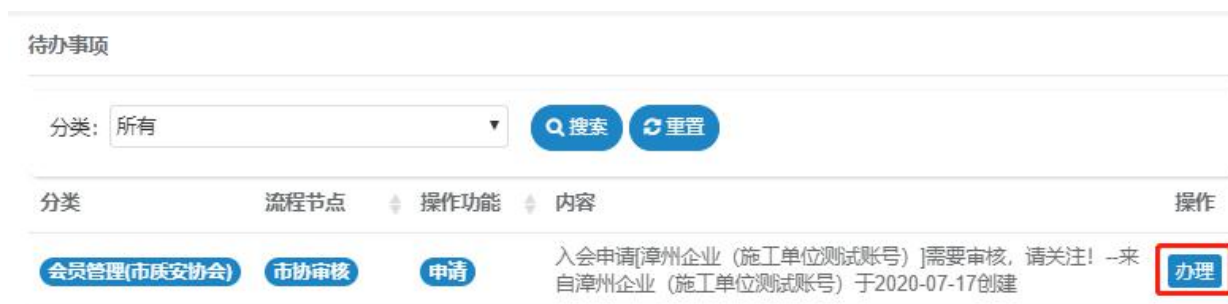 待办事项
分类: 所有 搜索 重置
分类 流程节点 操作功能 内容 操作
会员管理(市质安协会) 市协审核 申请 入会申请[漳州企业（施工单位测试账号）]需要审核，请关注！--来 办理
自漳州企业（施工单位测试账号）于2020-07-17创建